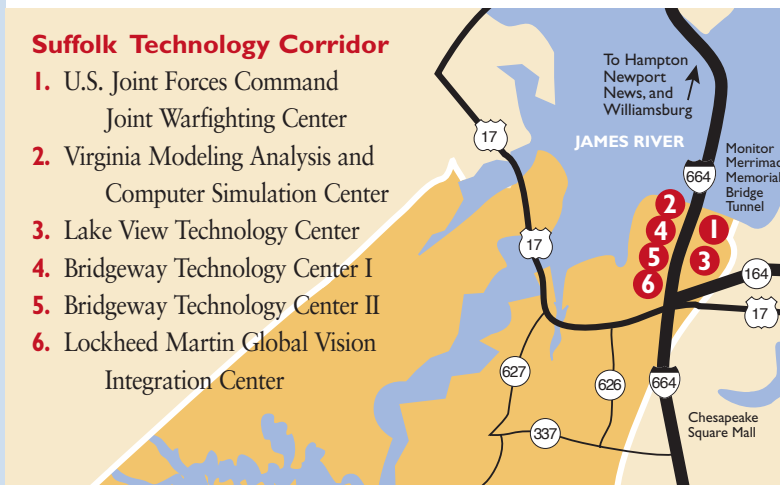 Suffolk Technology Corridor
1. U.S. Joint Forces Command
Joint Warfighting Center
2. Virginia Modeling Analysis and
Computer Simulation Center
3. Lake View Technology Center
4. Bridgeway Technology Center I
5. Bridgeway Technology Center II
6. Lockheed Martin Global Vision
Integration Center
To Hampton
Newport
News, and
Williamsburg
17
JAMES RIVER
Monitor
Merrimac
Memorial
Bridge
Tunnel
664
2
4
1
5
3
6
17
164
17
627
626
664
337
Chesapeake
Square Mall